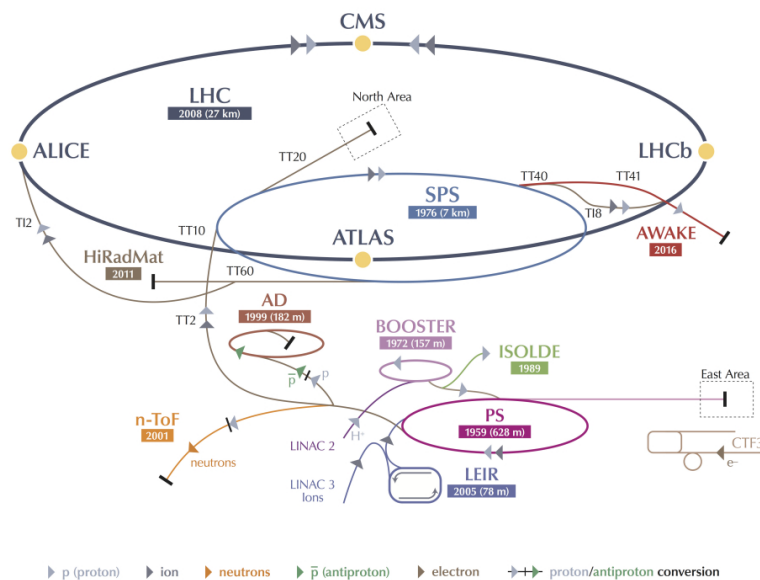 CMS
LHC
2008 (27 km)
North Area
ALICE
LHCb
TT20
TT40
TT41
SPS
1976 (7 km)
TI2
TI8
TT10
ATLAS
AWAKE
2016
HiRadMat
2011
TT60
AD
1999 (182 m)
TT2
BOOSTER
1972 (157 m)
ISOLDE
1989
p
p̅
East Area
n-ToF
2001
PS
1959 (628 m)
H⁺
LINAC 2
neutrons
CTF3
e–
LEIR
2005 (78 m)
LINAC 3
Ions
p (proton) ion neutrons p̅ (antiproton) electron proton/antiproton conversion